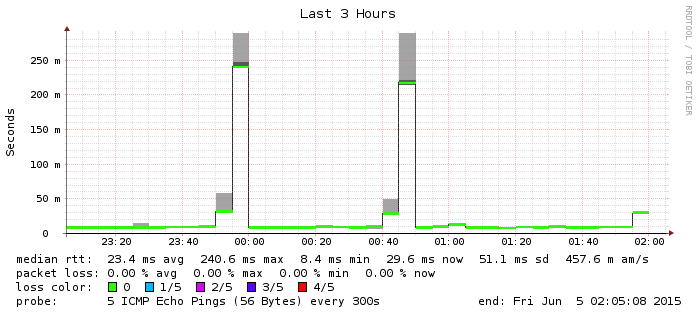 Last 3 Hours
RRDTOOL / TOBI OETIKER
Seconds
250 m
200 m
150 m
100 m
50 m
0
23:20 23:40 00:00 00:20 00:40 01:00 01:20 01:40 02:00
median rtt: 23.4 ms avg 240.6 ms max 8.4 ms min 29.6 ms now 51.1 ms sd 457.6 m am/s
packet loss: 0.00 % avg 0.00 % max 0.00 % min 0.00 % now
loss color: 0 1/5 2/5 3/5 4/5
probe: 5 ICMP Echo Pings (56 Bytes) every 300s end: Fri Jun 5 02:05:08 2015